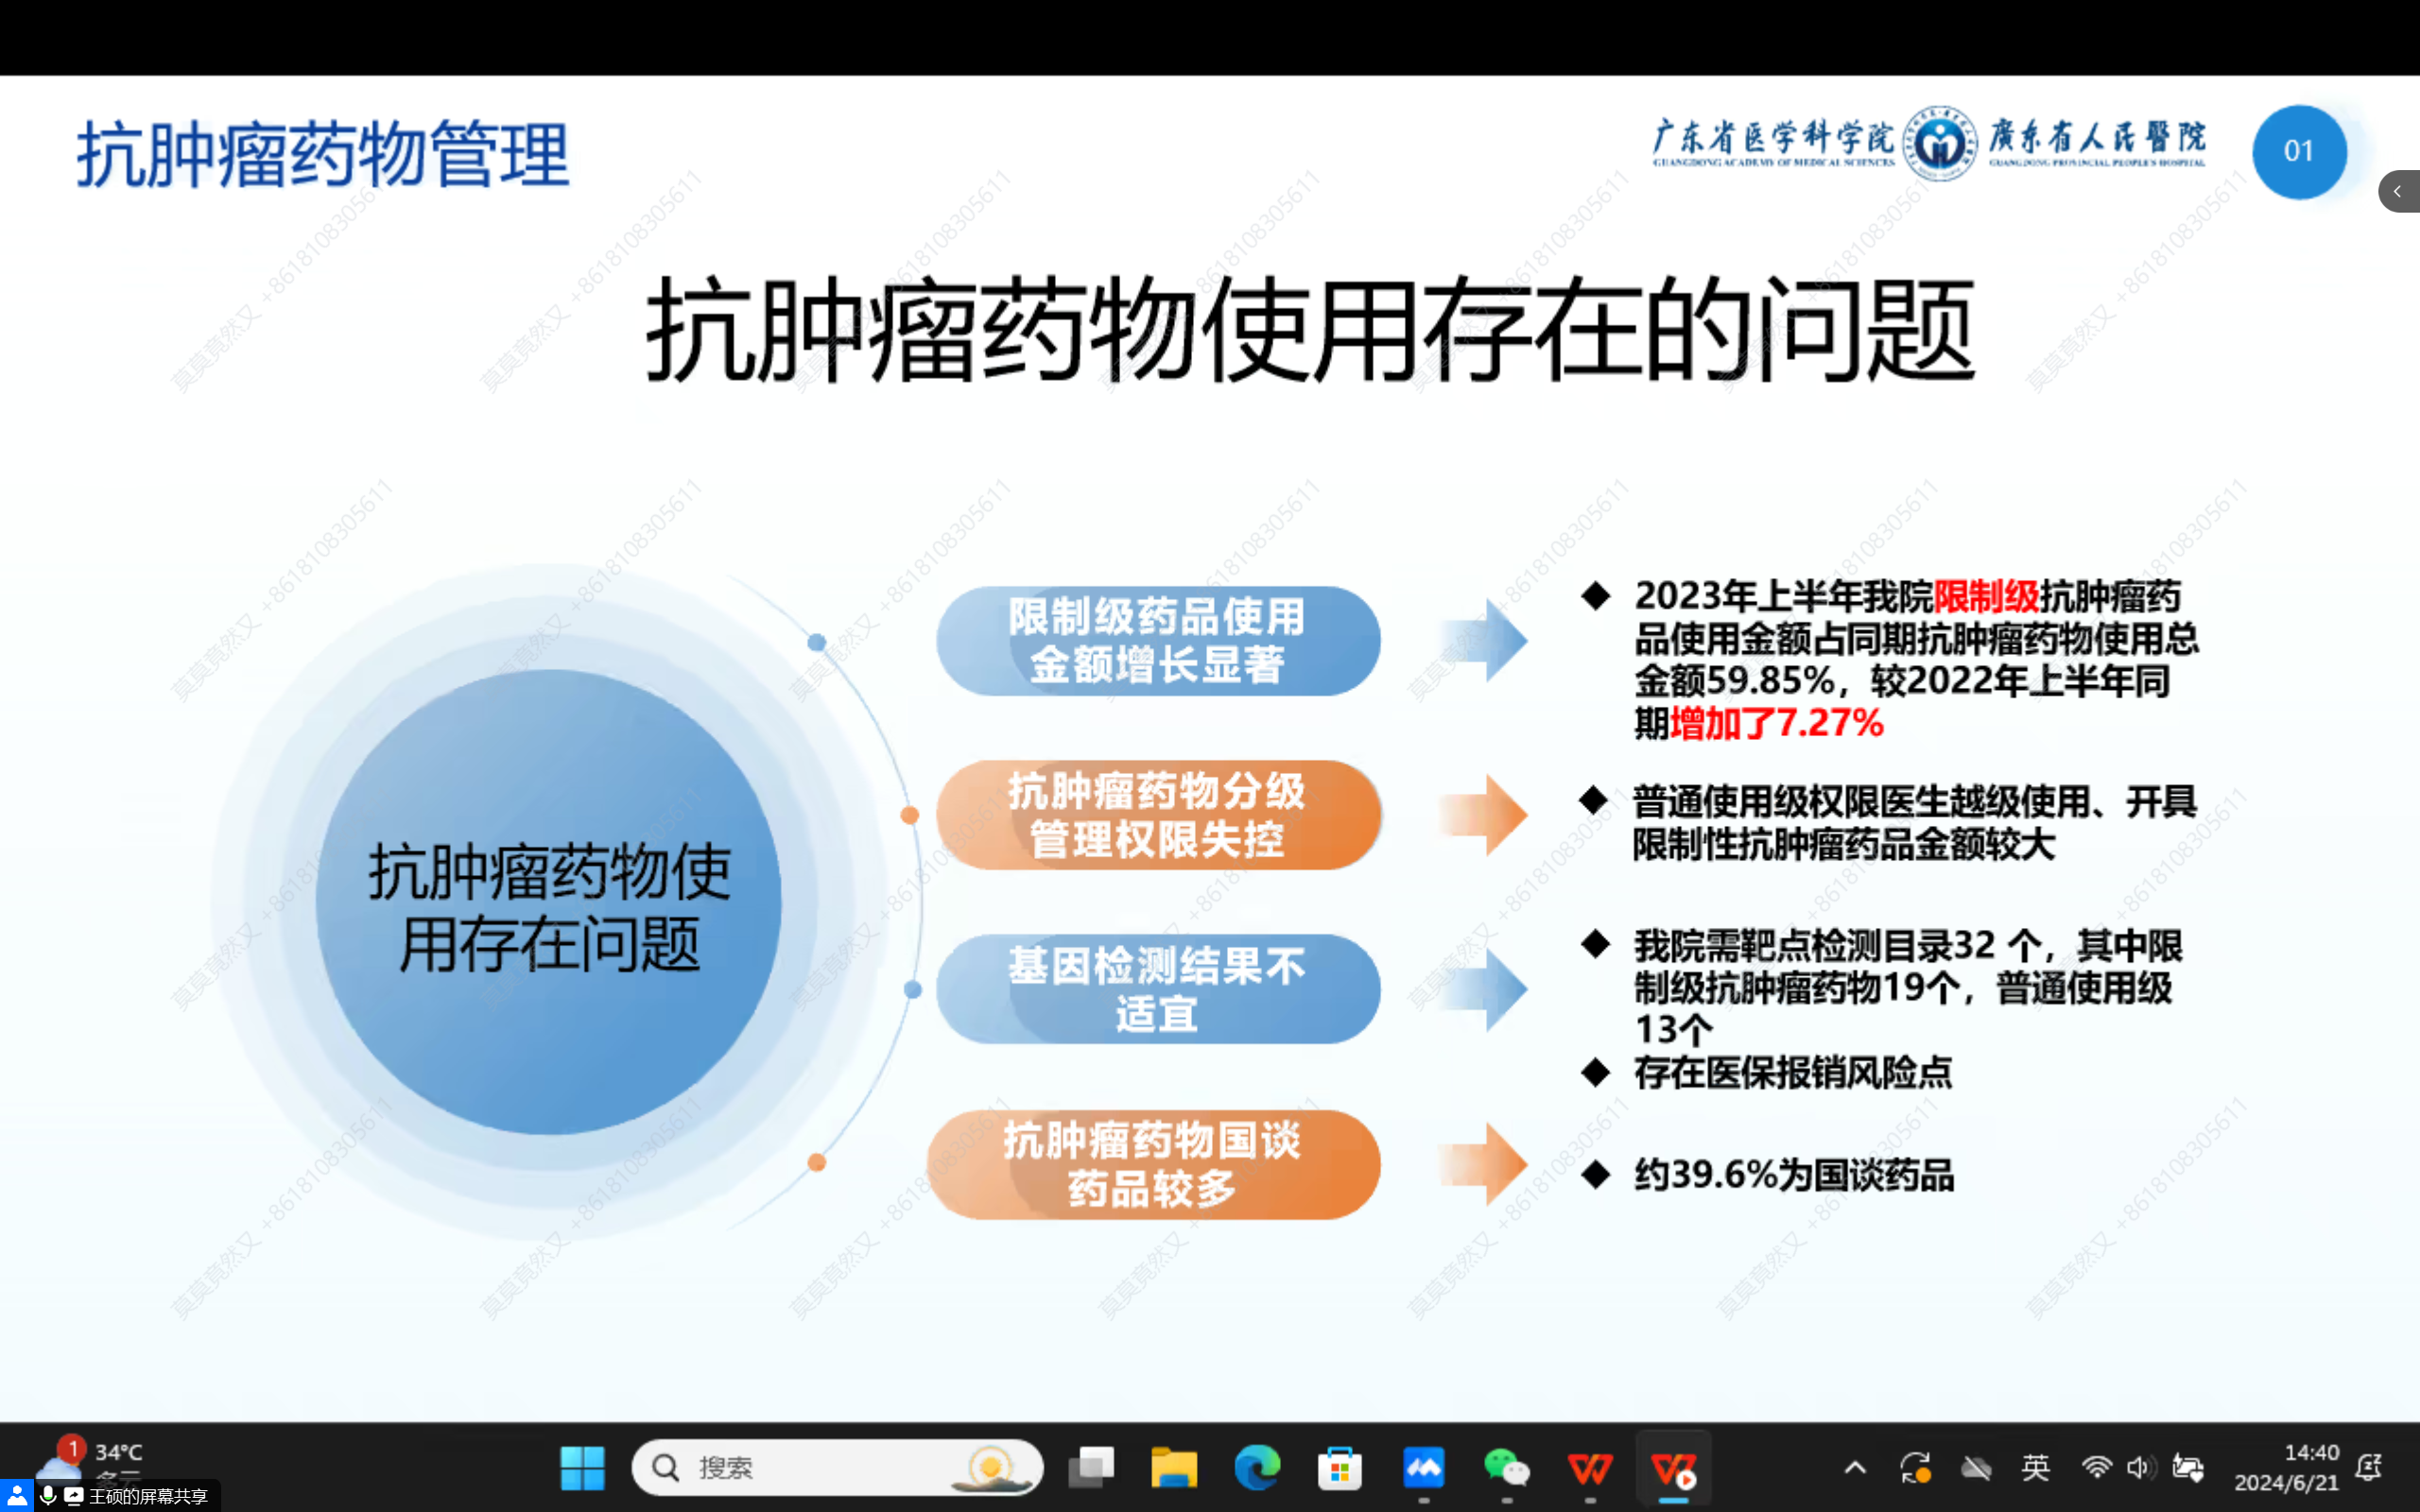 抗肿瘤药物管理
广东省医学科学院
GUANGDONG ACADEMY OF MEDICAL SCIENCES
廣东省人民醫院
GUANGDONG PROVINCIAL PEOPLE'S HOSPITAL
01
抗肿瘤药物使用存在的问题
抗肿瘤药物使
用存在问题
限制级药品使用
金额增长显著
2023年上半年我院限制级抗肿瘤药
品使用金额占同期抗肿瘤药物使用总
金额59.85%，较2022年上半年同
期增加了7.27%
抗肿瘤药物分级
管理权限失控
普通使用级权限医生越级使用、开具
限制性抗肿瘤药品金额较大
基因检测结果不
适宜
我院需靶点检测目录32 个，其中限
制级抗肿瘤药物19个，普通使用级
13个
存在医保报销风险点
抗肿瘤药物国谈
药品较多
约39.6%为国谈药品
莫莫竟然又 +8618108305611
1
34°C
多云
王硕的屏幕共享
搜索
英
14:40
2024/6/21